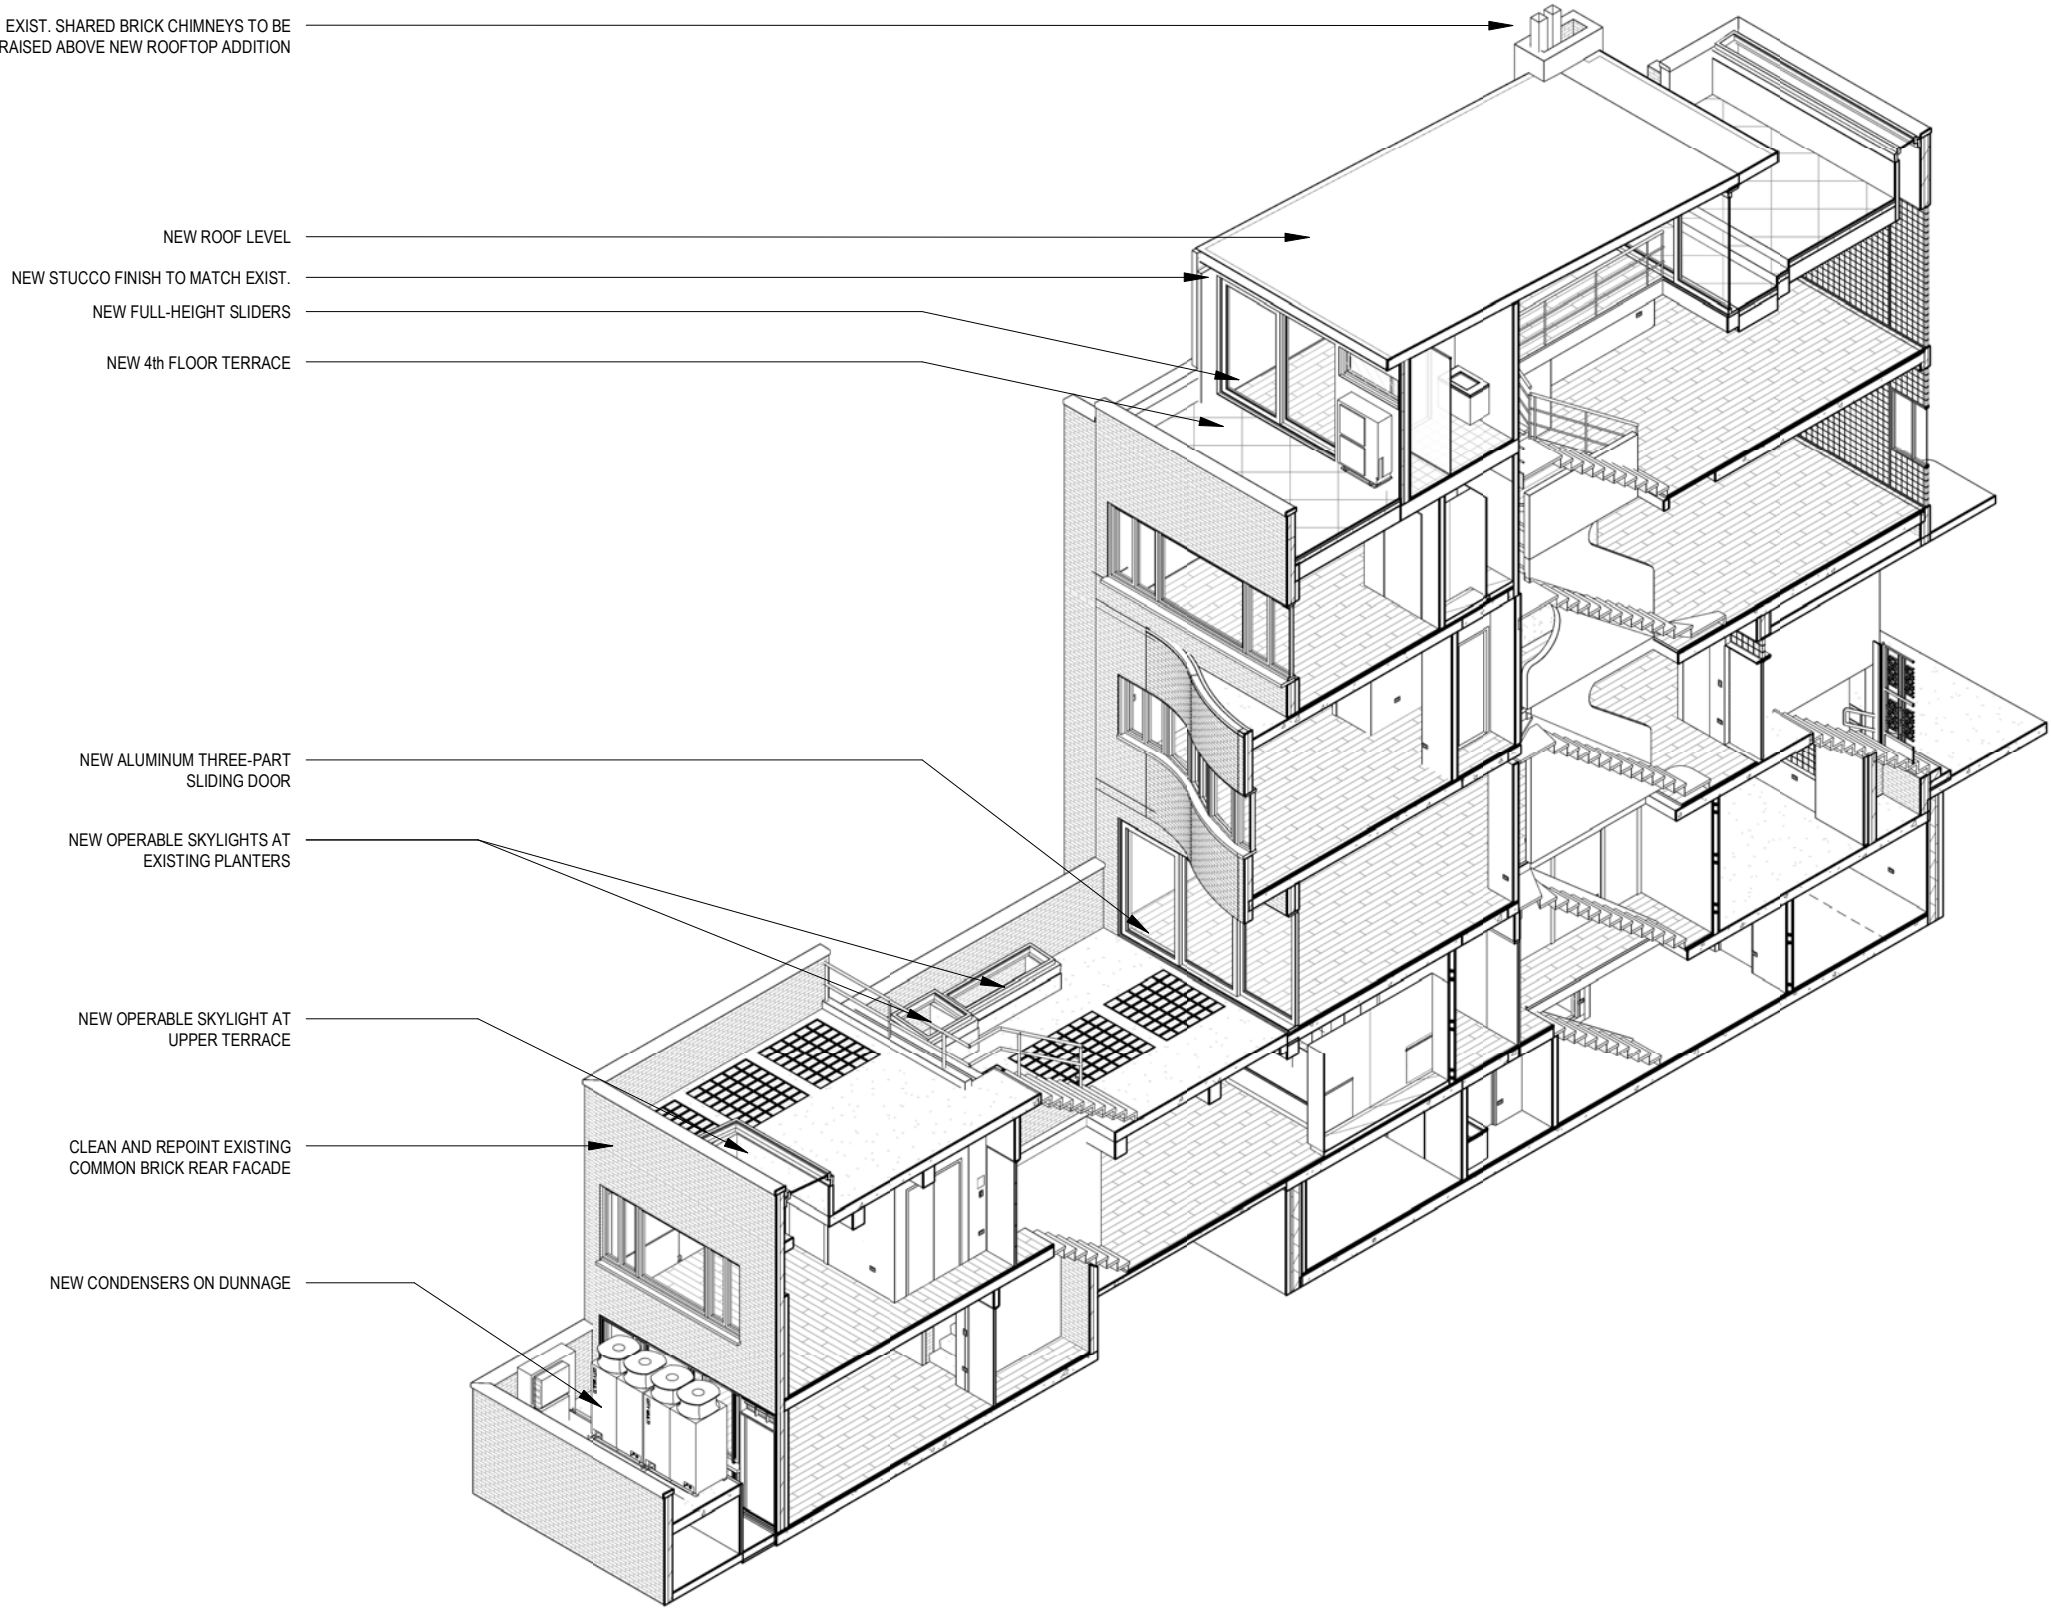 EXIST. SHARED BRICK CHIMNEYS TO BE
RAISED ABOVE NEW ROOFTOP ADDITION
NEW ROOF LEVEL
NEW STUCCO FINISH TO MATCH EXIST.
NEW FULL-HEIGHT SLIDERS
NEW 4th FLOOR TERRACE
NEW ALUMINUM THREE-PART
SLIDING DOOR
NEW OPERABLE SKYLIGHTS AT
EXISTING PLANTERS
NEW OPERABLE SKYLIGHT AT
UPPER TERRACE
CLEAN AND REPOINT EXISTING
COMMON BRICK REAR FACADE
NEW CONDENSERS ON DUNNAGE